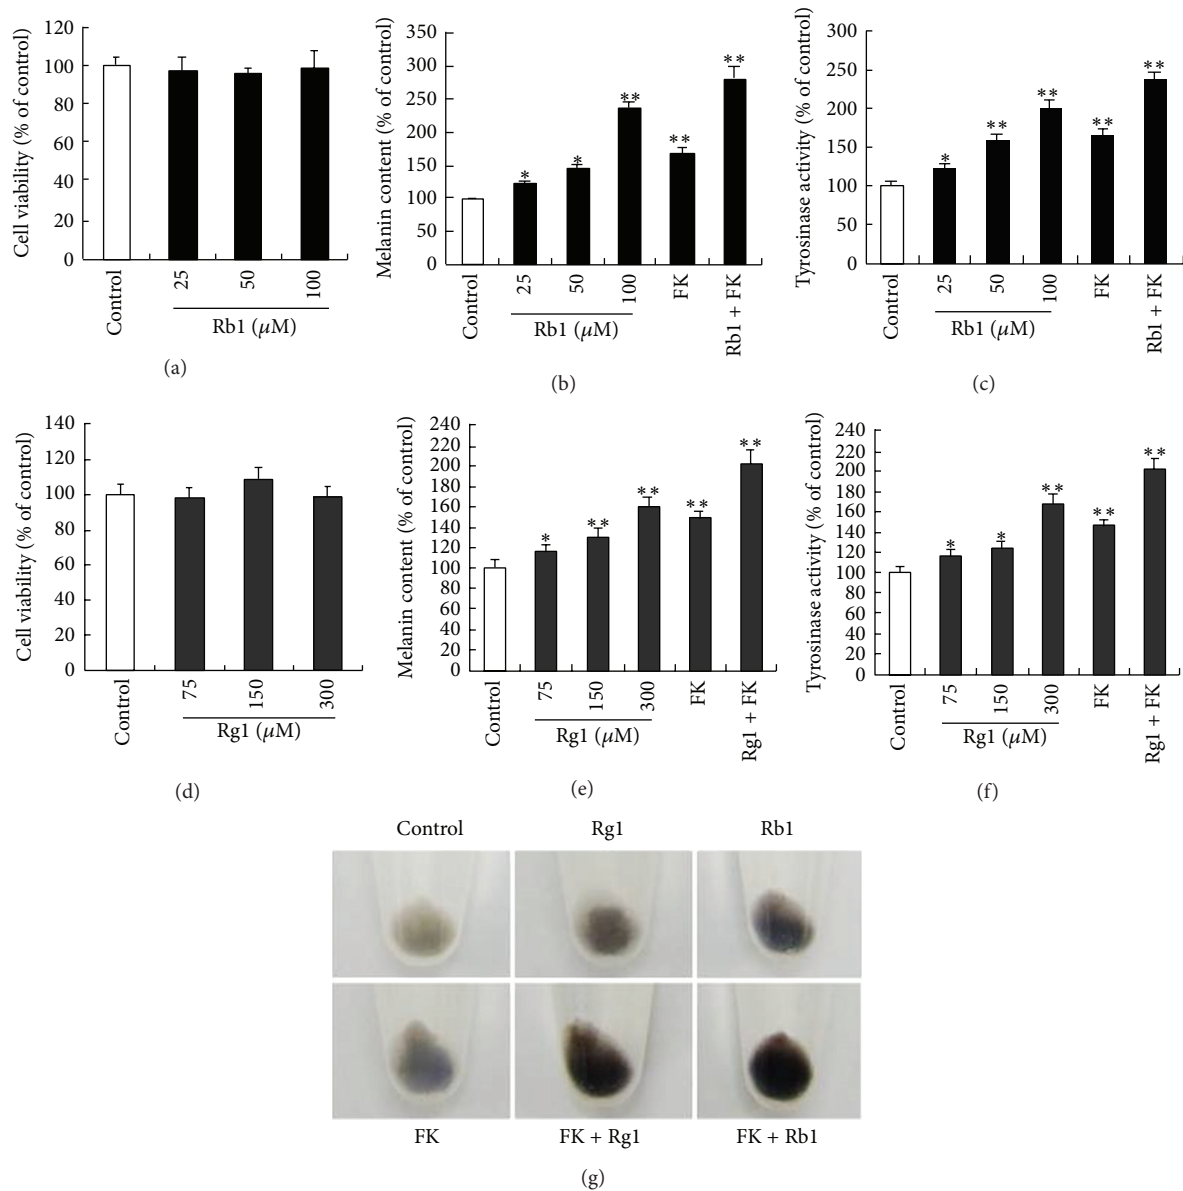 Cell viability (% of control)
120
100
80
60
40
20
0
Control
25
50
100
Rb1 (μM)
(a)
Melanin content (% of control)
350
300
250
200
150
100
50
0
*
*
**
**
**
Control
25
50
100
FK
Rb1 + FK
Rb1 (μM)
(b)
Tyrosinase activity (% of control)
300
250
200
150
100
50
0
*
**
**
**
**
Control
25
50
100
FK
Rb1 + FK
Rb1 (μM)
(c)
Cell viability (% of control)
140
120
100
80
60
40
20
0
Control
75
150
300
Rg1 (μM)
(d)
Melanin content (% of control)
240
220
200
180
160
140
120
100
80
60
40
20
0
*
**
**
**
**
Control
75
150
300
FK
Rg1 + FK
Rg1 (μM)
(e)
Tyrosinase activity (% of control)
240
220
200
180
160
140
120
100
80
60
40
20
0
*
*
**
**
**
Control
75
150
300
FK
Rg1 + FK
Rg1 (μM)
(f)
Control Rg1 Rb1
FK FK + Rg1 FK + Rb1
(g)